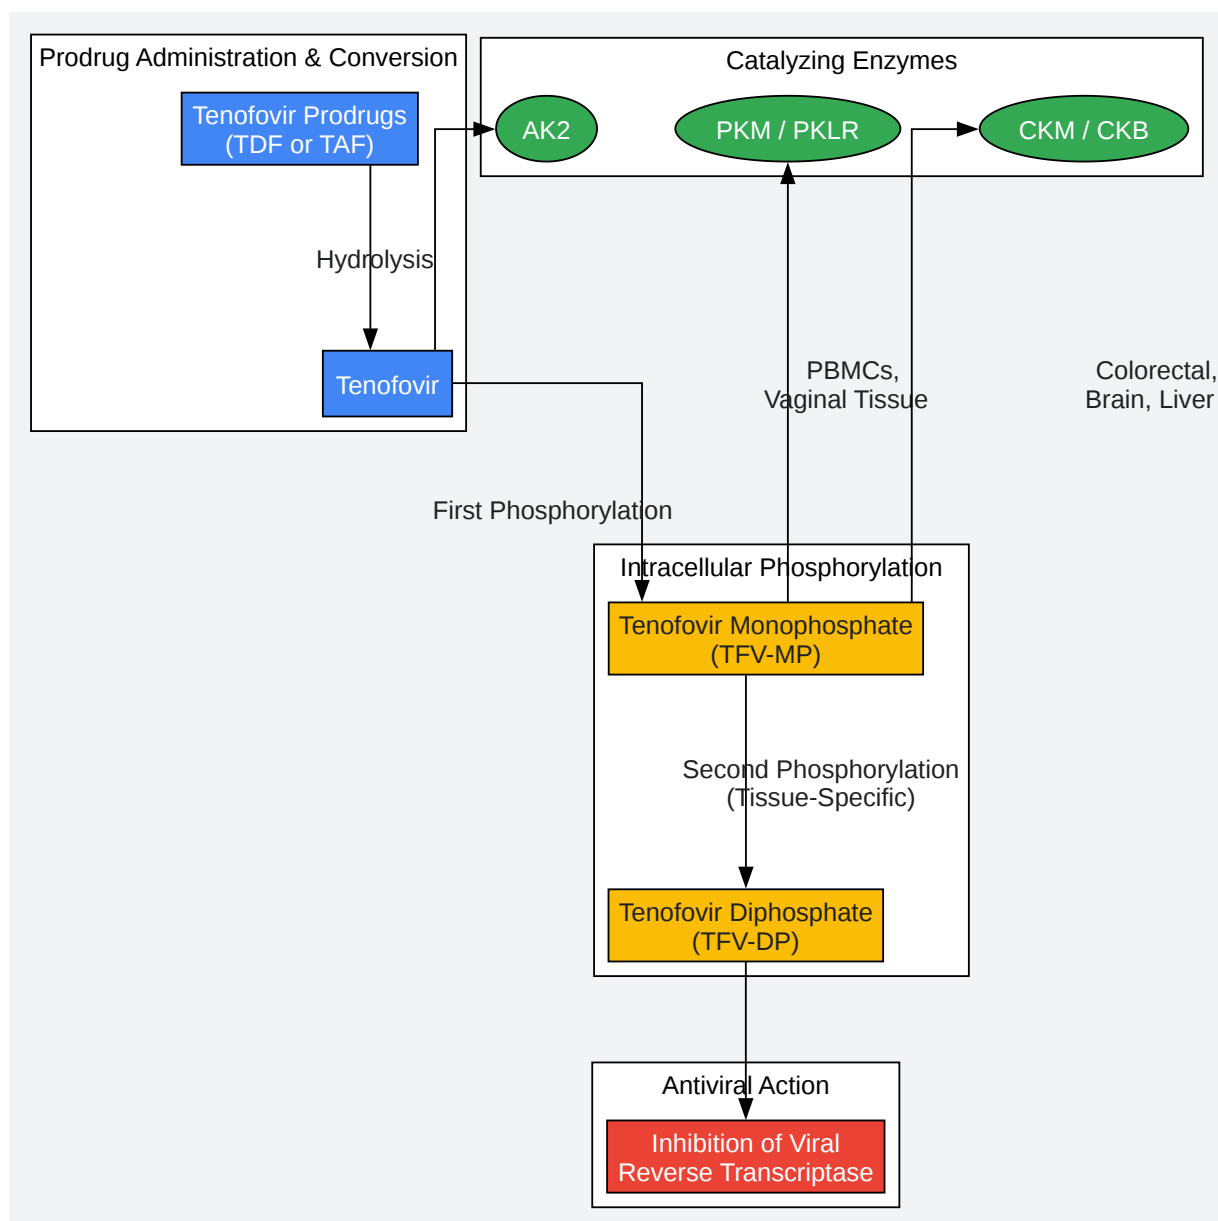 Prodrug Administration & Conversion
Tenofovir Prodrugs
(TDF or TAF)
Hydrolysis
Tenofovir
Catalyzing Enzymes
AK2
PKM / PKLR
CKM / CKB
PBMCs,
Vaginal Tissue
Colorectal,
Brain, Liver
First Phosphorylation
Intracellular Phosphorylation
Tenofovir Monophosphate
(TFV-MP)
Second Phosphorylation
(Tissue-Specific)
Tenofovir Diphosphate
(TFV-DP)
Antiviral Action
Inhibition of Viral
Reverse Transcriptase